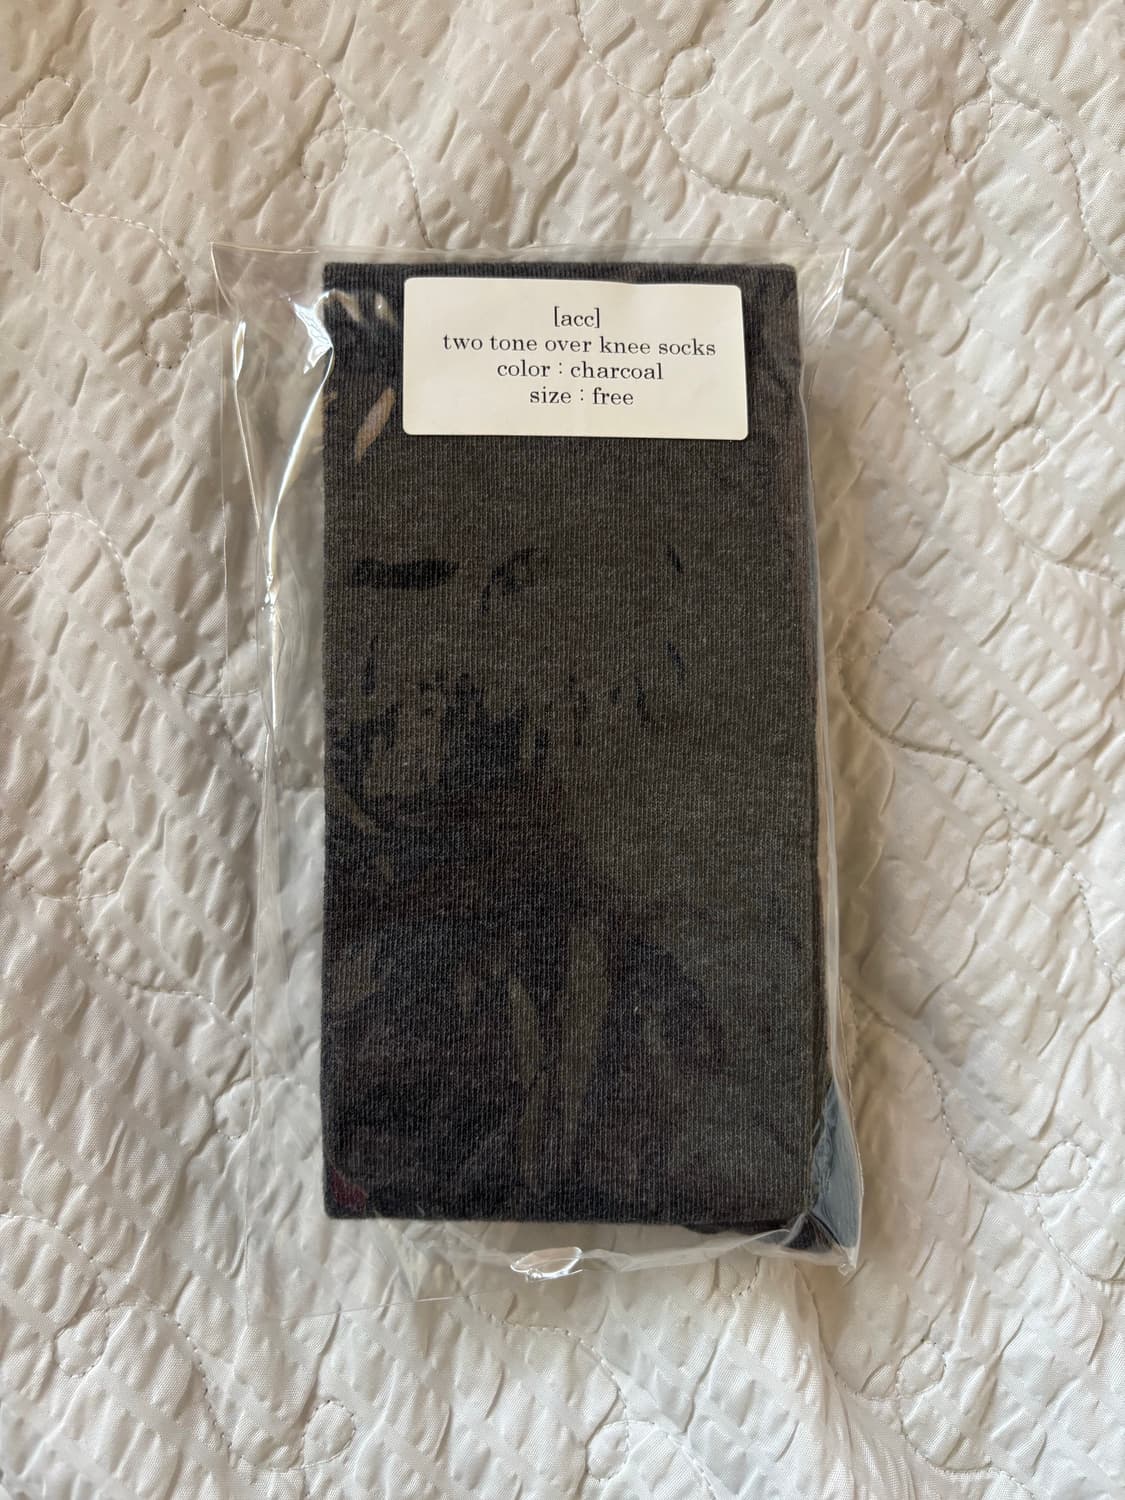 [acc]
two tone over knee socks
color : charcoal
size : free